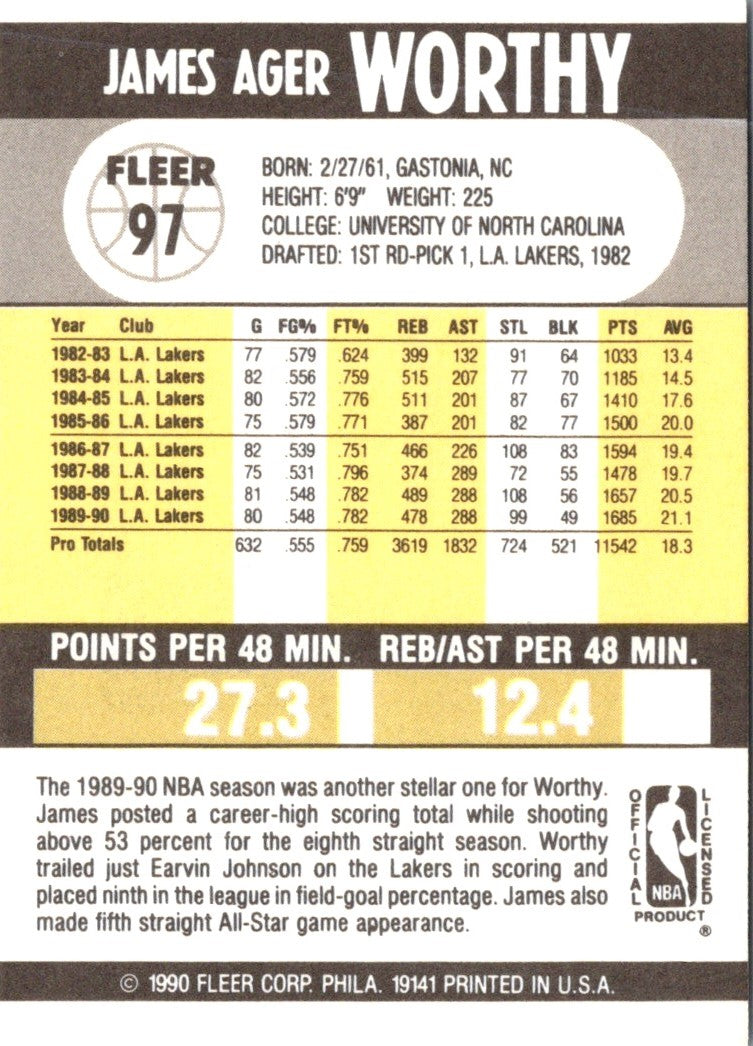 JAMES AGER WORTHY
FLEER
97
BORN: 2/27/61, GASTONIA, NC
HEIGHT: 6'9" WEIGHT: 225
COLLEGE: UNIVERSITY OF NORTH CAROLINA
DRAFTED: 1ST RD-PICK 1, L.A. LAKERS, 1982
Year Club G FG% FT% REB AST STL BLK PTS AVG
1982-83 L.A. Lakers 77 .579 .624 399 132 91 64 1033 13.4
1983-84 L.A. Lakers 82 .556 .759 515 207 77 70 1185 14.5
1984-85 L.A. Lakers 80 .572 .776 511 201 87 67 1410 17.6
1985-86 L.A. Lakers 75 .579 .771 387 201 82 77 1500 20.0
1986-87 L.A. Lakers 82 .539 .751 466 226 108 83 1594 19.4
1987-88 L.A. Lakers 75 .531 .796 374 289 72 55 1478 19.7
1988-89 L.A. Lakers 81 .548 .782 489 288 108 56 1657 20.5
1989-90 L.A. Lakers 80 .548 .782 478 288 99 49 1685 21.1
Pro Totals 632 .555 .759 3619 1832 724 521 11542 18.3
POINTS PER 48 MIN. REB/AST PER 48 MIN.
27.3 12.4
The 1989-90 NBA season was another stellar one for Worthy.
James posted a career-high scoring total while shooting
above 53 percent for the eighth straight season. Worthy
trailed just Earvin Johnson on the Lakers in scoring and
placed ninth in the league in field-goal percentage. James also
made fifth straight All-Star game appearance.
OFFICIAL
LICENSED
NBA
PRODUCT
®
© 1990 FLEER CORP. PHILA. 19141 PRINTED IN U.S.A.